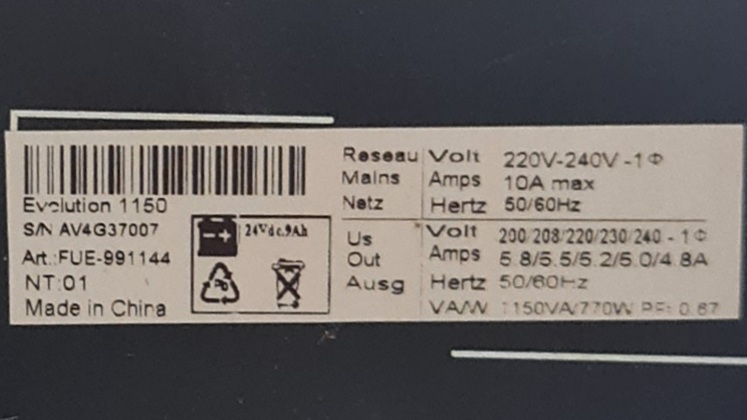 Evolution 1150
S/N AV4G37007
Art.:FUE-991144
NT:01
Made in China
24Vd c.9Ah
Pb
Reseau Volt 220V-240V -1Φ
Mains Amps 10A max
Netz Hertz 50/60Hz
Us Volt 200/208/220/230/240 - 1Φ
Out Amps 5.8/5.5/5.2/5.0/4.8A
Ausg Hertz 50/60Hz
VA/W 1150VA/770W PF: 0.67